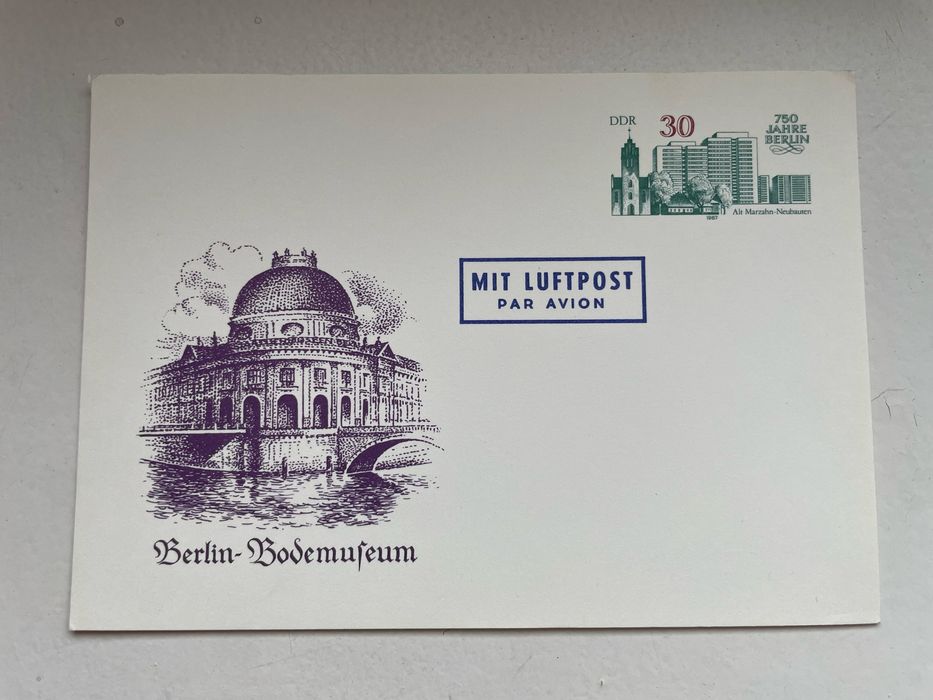 DDR 30
750
JAHRE
BERLIN
Alt Marzahn-Neubauten
1987
MIT LUFTPOST
PAR AVION
Berlin-Bodemuſeum